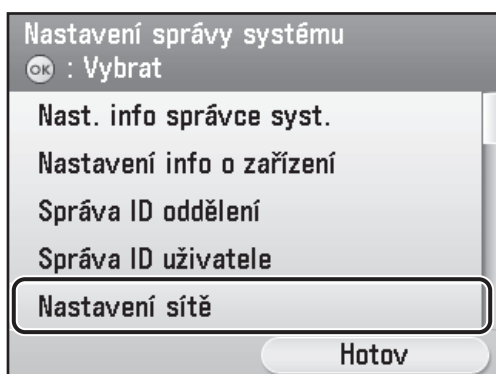 Nastavení správy systému
OK : Vybrat
Nast. info správce syst.
Nastavení info o zařízení
Správa ID oddělení
Správa ID uživatele
Nastavení sítě
Hotov